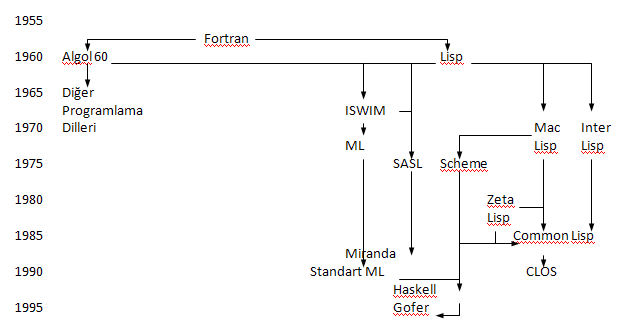 1955
Fortran
1960 Algol 60 Lisp
1965 Diğer
Programlama ISWIM
1970 Dilleri Mac Inter
ML Lisp Lisp
1975 SASL Scheme
1980 Zeta
Lisp
1985 Common Lisp
Miranda
1990 Standart ML CLOS
Haskell
1995 Gofer